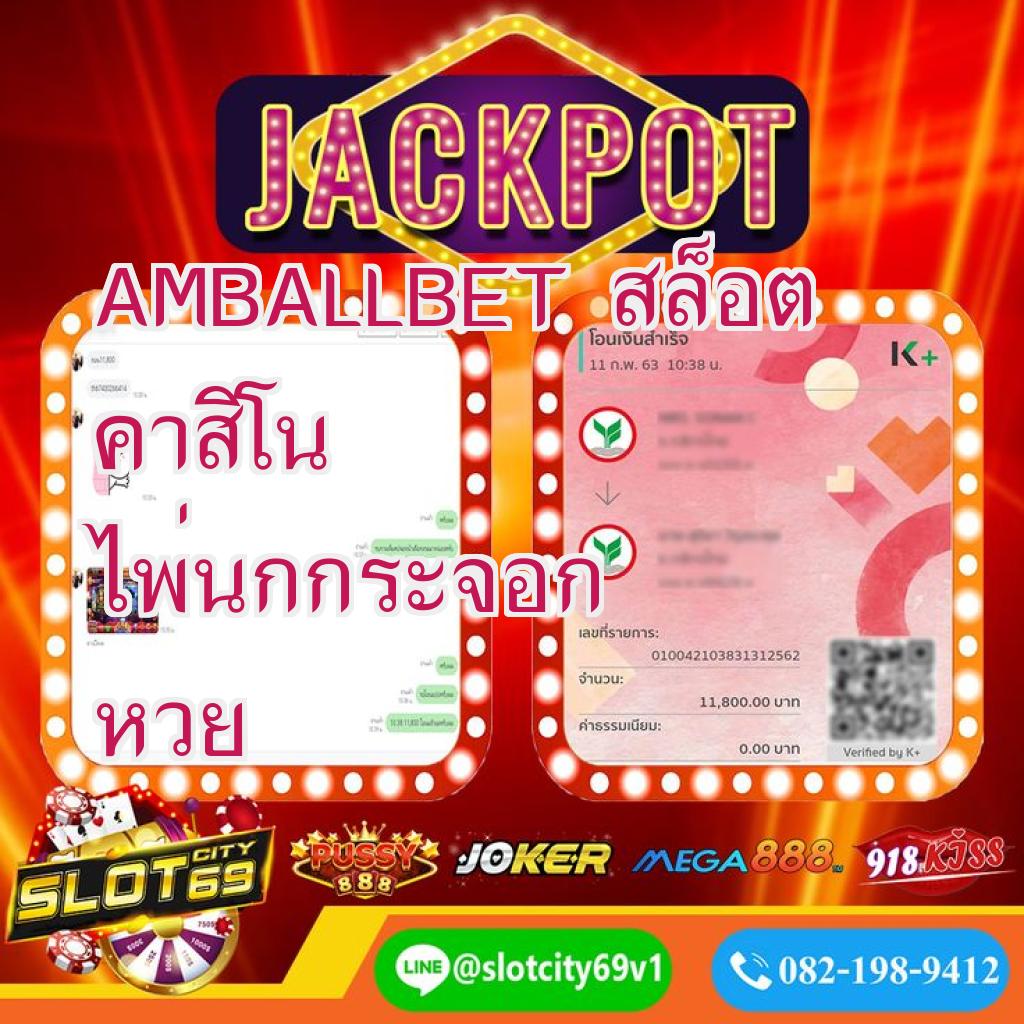 JACKPOT
AMBALLBET สล็อต
คาสิโน
ไพ่นกกระจอก
หวย
โอนเงินสำเร็จ
11 ก.พ. 63 10:38 น.
K+
เลขที่รายการ:
010042103831312562
จำนวน:
11,800.00 บาท
ค่าธรรมเนียม:
0.00 บาท
Verified by K+
SLOT CITY 69
PUSSY 888
JOKER
MEGA888
918KISS
LINE @slotcity69v1
082-198-9412